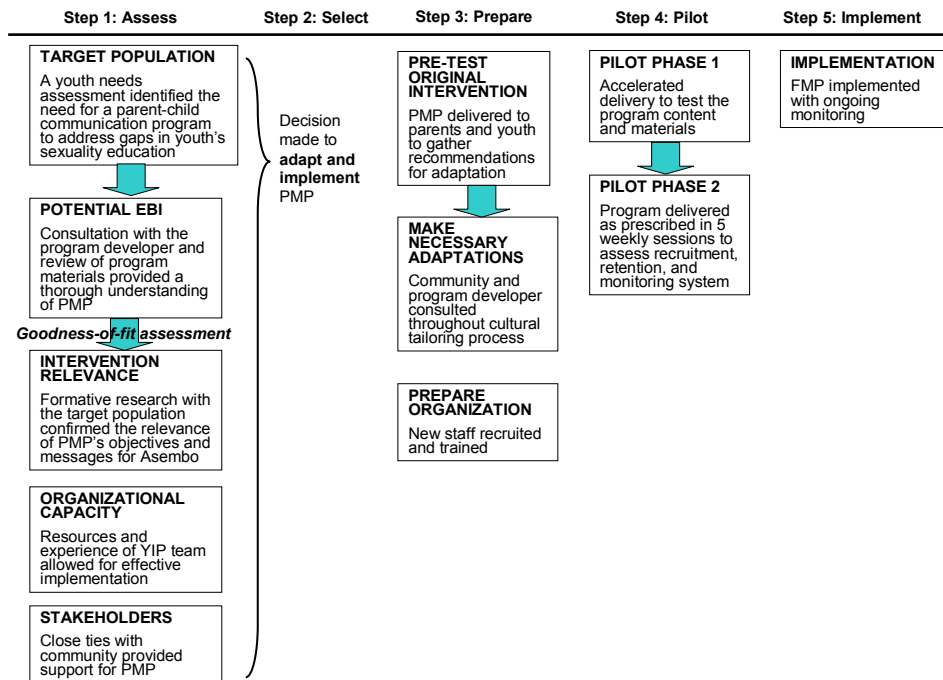 Step 1: Assess
Step 2: Select
Step 3: Prepare
Step 4: Pilot
Step 5: Implement
TARGET POPULATION
A youth needs
assessment identified the
need for a parent-child
communication program
to address gaps in youth's
sexuality education
POTENTIAL EBI
Consultation with the
program developer and
review of program
materials provided a
thorough understanding
of PMP
Goodness-of-fit assessment
INTERVENTION
RELEVANCE
Formative research with
the target population
confirmed the relevance
of PMP's objectives and
messages for Asembo
ORGANIZATIONAL
CAPACITY
Resources and
experience of YIP team
allowed for effective
implementation
STAKEHOLDERS
Close ties with
community provided
support for PMP
Decision
made to
adapt and
implement
PMP
PRE-TEST
ORIGINAL
INTERVENTION
PMP delivered to
parents and youth
to gather
recommendations
for adaptation
MAKE
NECESSARY
ADAPTATIONS
Community and
program developer
consulted
throughout cultural
tailoring process
PREPARE
ORGANIZATION
New staff recruited
and trained
PILOT PHASE 1
Accelerated
delivery to test the
program content
and materials
PILOT PHASE 2
Program delivered
as prescribed in 5
weekly sessions to
assess recruitment,
retention, and
monitoring system
IMPLEMENTATION
FMP implemented
with ongoing
monitoring